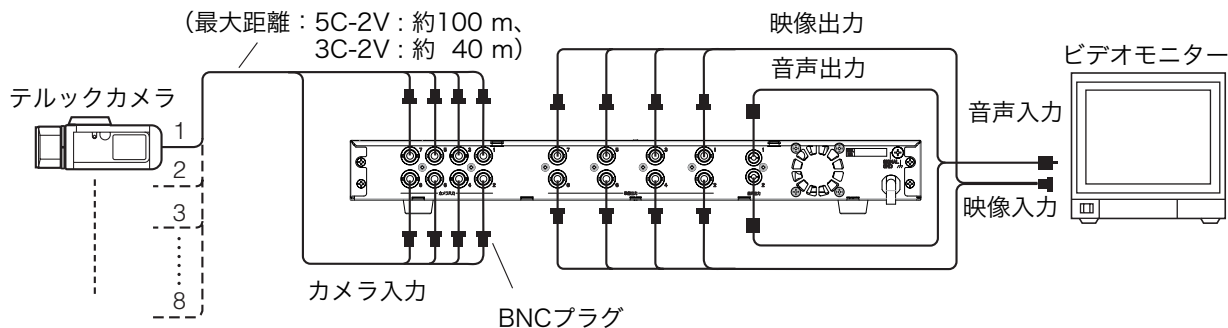 （最大距離：5C-2V : 約100 m、
3C-2V : 約 40 m）
映像出力
音声出力
ビデオモニター
テルックカメラ
音声入力
1
2
3
8
映像入力
カメラ入力
BNCプラグ